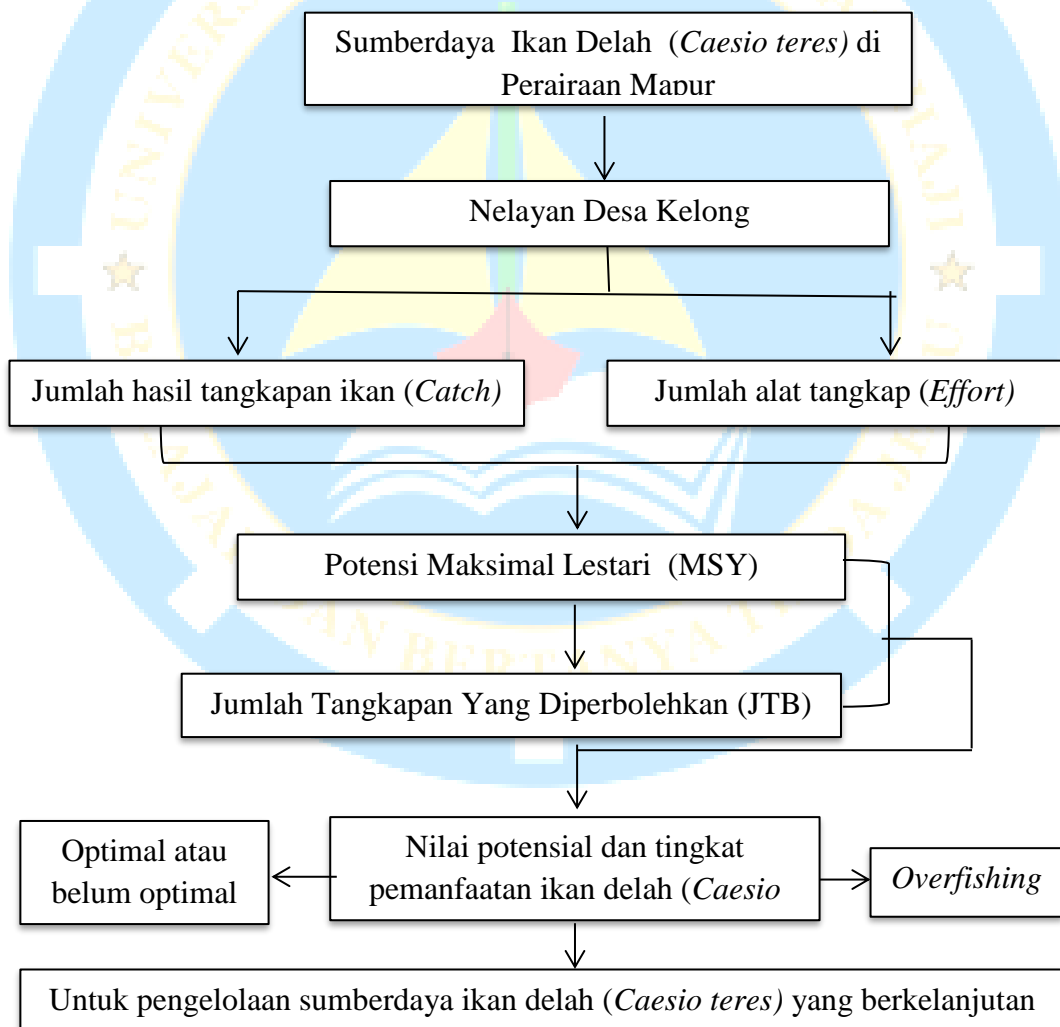 Sumberdaya Ikan Delah (Caesio teres) di
Perairaan Mapur
Nelayan Desa Kelong
Jumlah hasil tangkapan ikan (Catch)
Jumlah alat tangkap (Effort)
Potensi Maksimal Lestari (MSY)
Jumlah Tangkapan Yang Diperbolehkan (JTB)
Optimal atau
belum optimal
Nilai potensial dan tingkat
pemanfaatan ikan delah (Caesio
Overfishing
Untuk pengelolaan sumberdaya ikan delah (Caesio teres) yang berkelanjutan